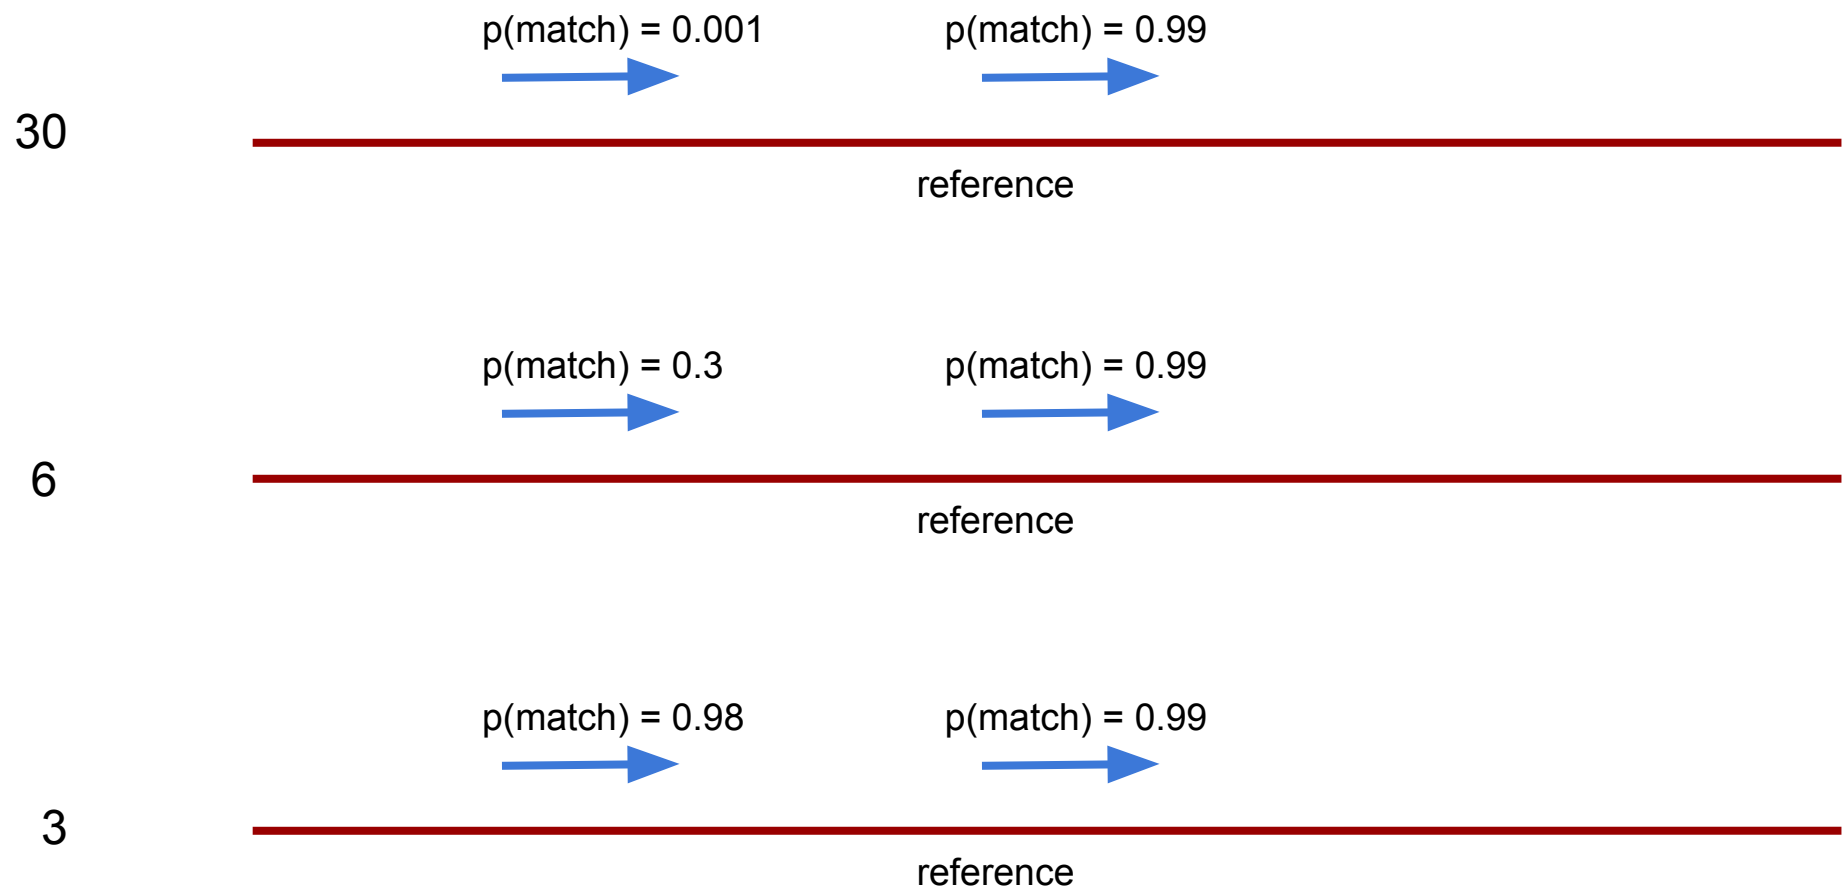 p(match) = 0.001 p(match) = 0.99
30
reference
p(match) = 0.3 p(match) = 0.99
6
reference
p(match) = 0.98 p(match) = 0.99
3
reference